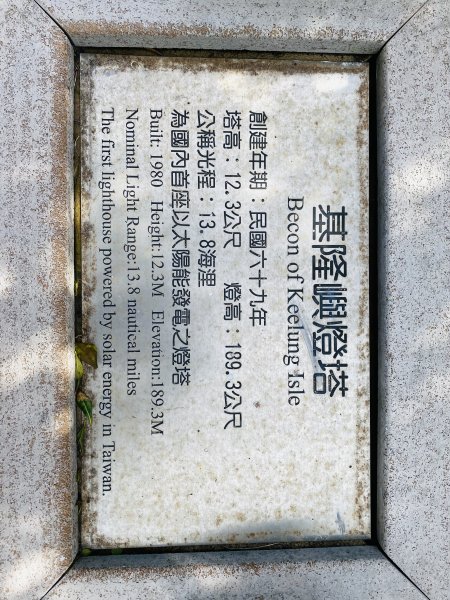 基隆嶼燈塔
Becon of Keelung Isle
創建年期：民國六十九年
塔高：12.3公尺　燈高：189.3公尺
公稱光程：13.8海浬
為國內首座以太陽能發電之燈塔
Built: 1980 Height:12.3M Elevation:189.3M
Nominal Light Range:13.8 nautical miles
The first lighthouse powered by solar energy in Taiwan.